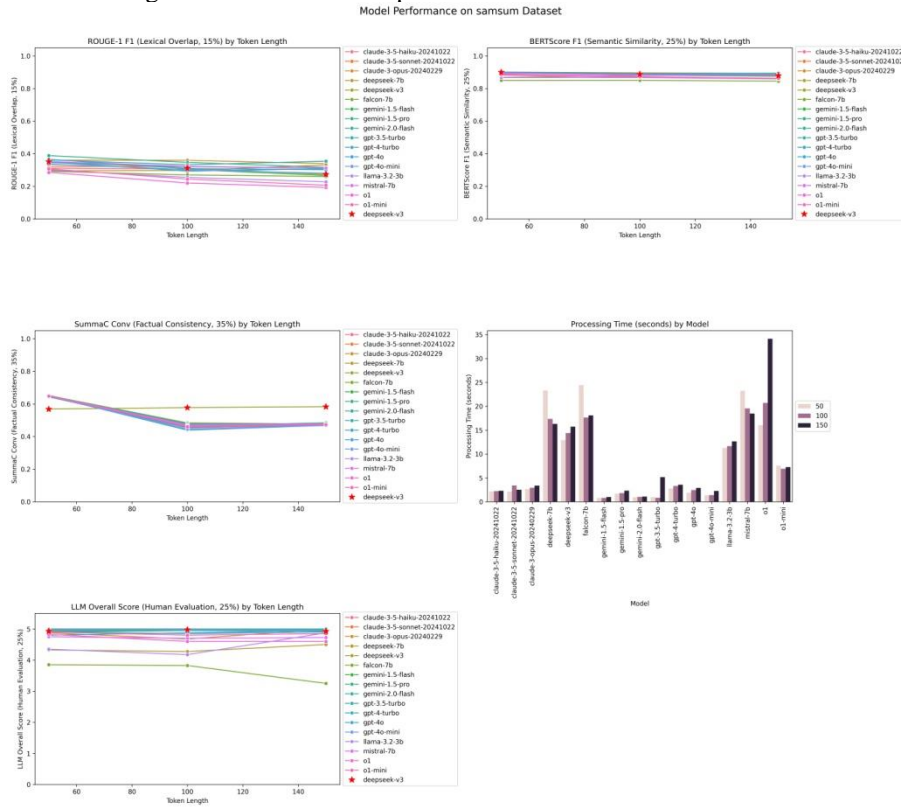 Model Performance on samsum Dataset
ROUGE-1 F1 (Lexical Overlap, 15%) by Token Length
ROUGE-1 F1 (Lexical Overlap, 15%)
1.0
0.8
0.6
0.4
0.2
0.0
60
80
100
120
140
Token Length
claude-3-5-haiku-20241022
claude-3-5-sonnet-20241022
claude-3-opus-20240229
deepseek-7b
deepseek-v3
falcon-7b
gemini-1.5-flash
gemini-1.5-pro
gemini-2.0-flash
gpt-3.5-turbo
gpt-4-turbo
gpt-4o
gpt-4o-mini
llama-3.2-3b
mistral-7b
o1
o1-mini
deepseek-v3
BERTScore F1 (Semantic Similarity, 25%) by Token Length
BERTScore F1 (Semantic Similarity, 25%)
1.0
0.8
0.6
0.4
0.2
0.0
60
80
100
120
140
Token Length
claude-3-5-haiku-20241022
claude-3-5-sonnet-20241022
claude-3-opus-20240229
deepseek-7b
deepseek-v3
falcon-7b
gemini-1.5-flash
gemini-1.5-pro
gemini-2.0-flash
gpt-3.5-turbo
gpt-4-turbo
gpt-4o
gpt-4o-mini
llama-3.2-3b
mistral-7b
o1
o1-mini
deepseek-v3
SummaC Conv (Factual Consistency, 35%) by Token Length
SummaC Conv (Factual Consistency, 35%)
1.0
0.8
0.6
0.4
0.2
0.0
60
80
100
120
140
Token Length
claude-3-5-haiku-20241022
claude-3-5-sonnet-20241022
claude-3-opus-20240229
deepseek-7b
deepseek-v3
falcon-7b
gemini-1.5-flash
gemini-1.5-pro
gemini-2.0-flash
gpt-3.5-turbo
gpt-4-turbo
gpt-4o
gpt-4o-mini
llama-3.2-3b
mistral-7b
o1
o1-mini
deepseek-v3
Processing Time (seconds) by Model
Processing Time (seconds)
35
30
25
20
15
10
5
0
claude-3-5-haiku-20241022
claude-3-5-sonnet-20241022
claude-3-opus-20240229
deepseek-7b
deepseek-v3
falcon-7b
gemini-1.5-flash
gemini-1.5-pro
gemini-2.0-flash
gpt-3.5-turbo
gpt-4-turbo
gpt-4o
gpt-4o-mini
llama-3.2-3b
mistral-7b
o1
o1-mini
Model
50
100
150
LLM Overall Score (Human Evaluation, 25%) by Token Length
LLM Overall Score (Human Evaluation, 25%)
5
4
3
2
1
0
60
80
100
120
140
Token Length
claude-3-5-haiku-20241022
claude-3-5-sonnet-20241022
claude-3-opus-20240229
deepseek-7b
deepseek-v3
falcon-7b
gemini-1.5-flash
gemini-1.5-pro
gemini-2.0-flash
gpt-3.5-turbo
gpt-4-turbo
gpt-4o
gpt-4o-mini
llama-3.2-3b
mistral-7b
o1
o1-mini
deepseek-v3